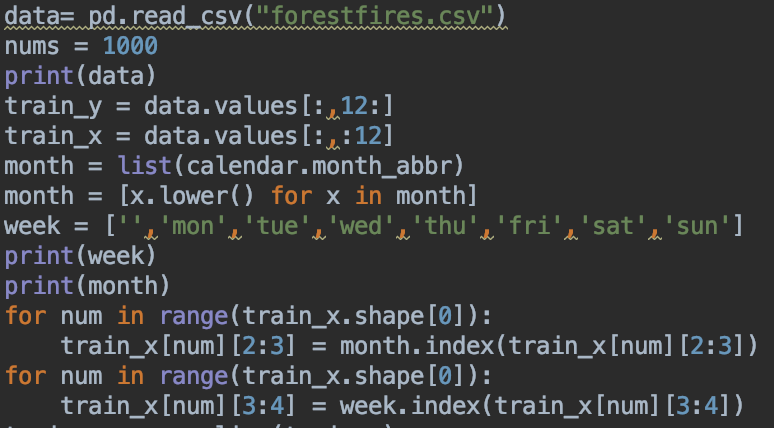 data= pd.read_csv("forestfires.csv")
nums = 1000
print(data)
train_y = data.values[:,12:]
train_x = data.values[:,:12]
month = list(calendar.month_abbr)
month = [x.lower() for x in month]
week = ['','mon','tue','wed','thu','fri','sat','sun']
print(week)
print(month)
for num in range(train_x.shape[0]):
    train_x[num][2:3] = month.index(train_x[num][2:3])
for num in range(train_x.shape[0]):
    train_x[num][3:4] = week.index(train_x[num][3:4])